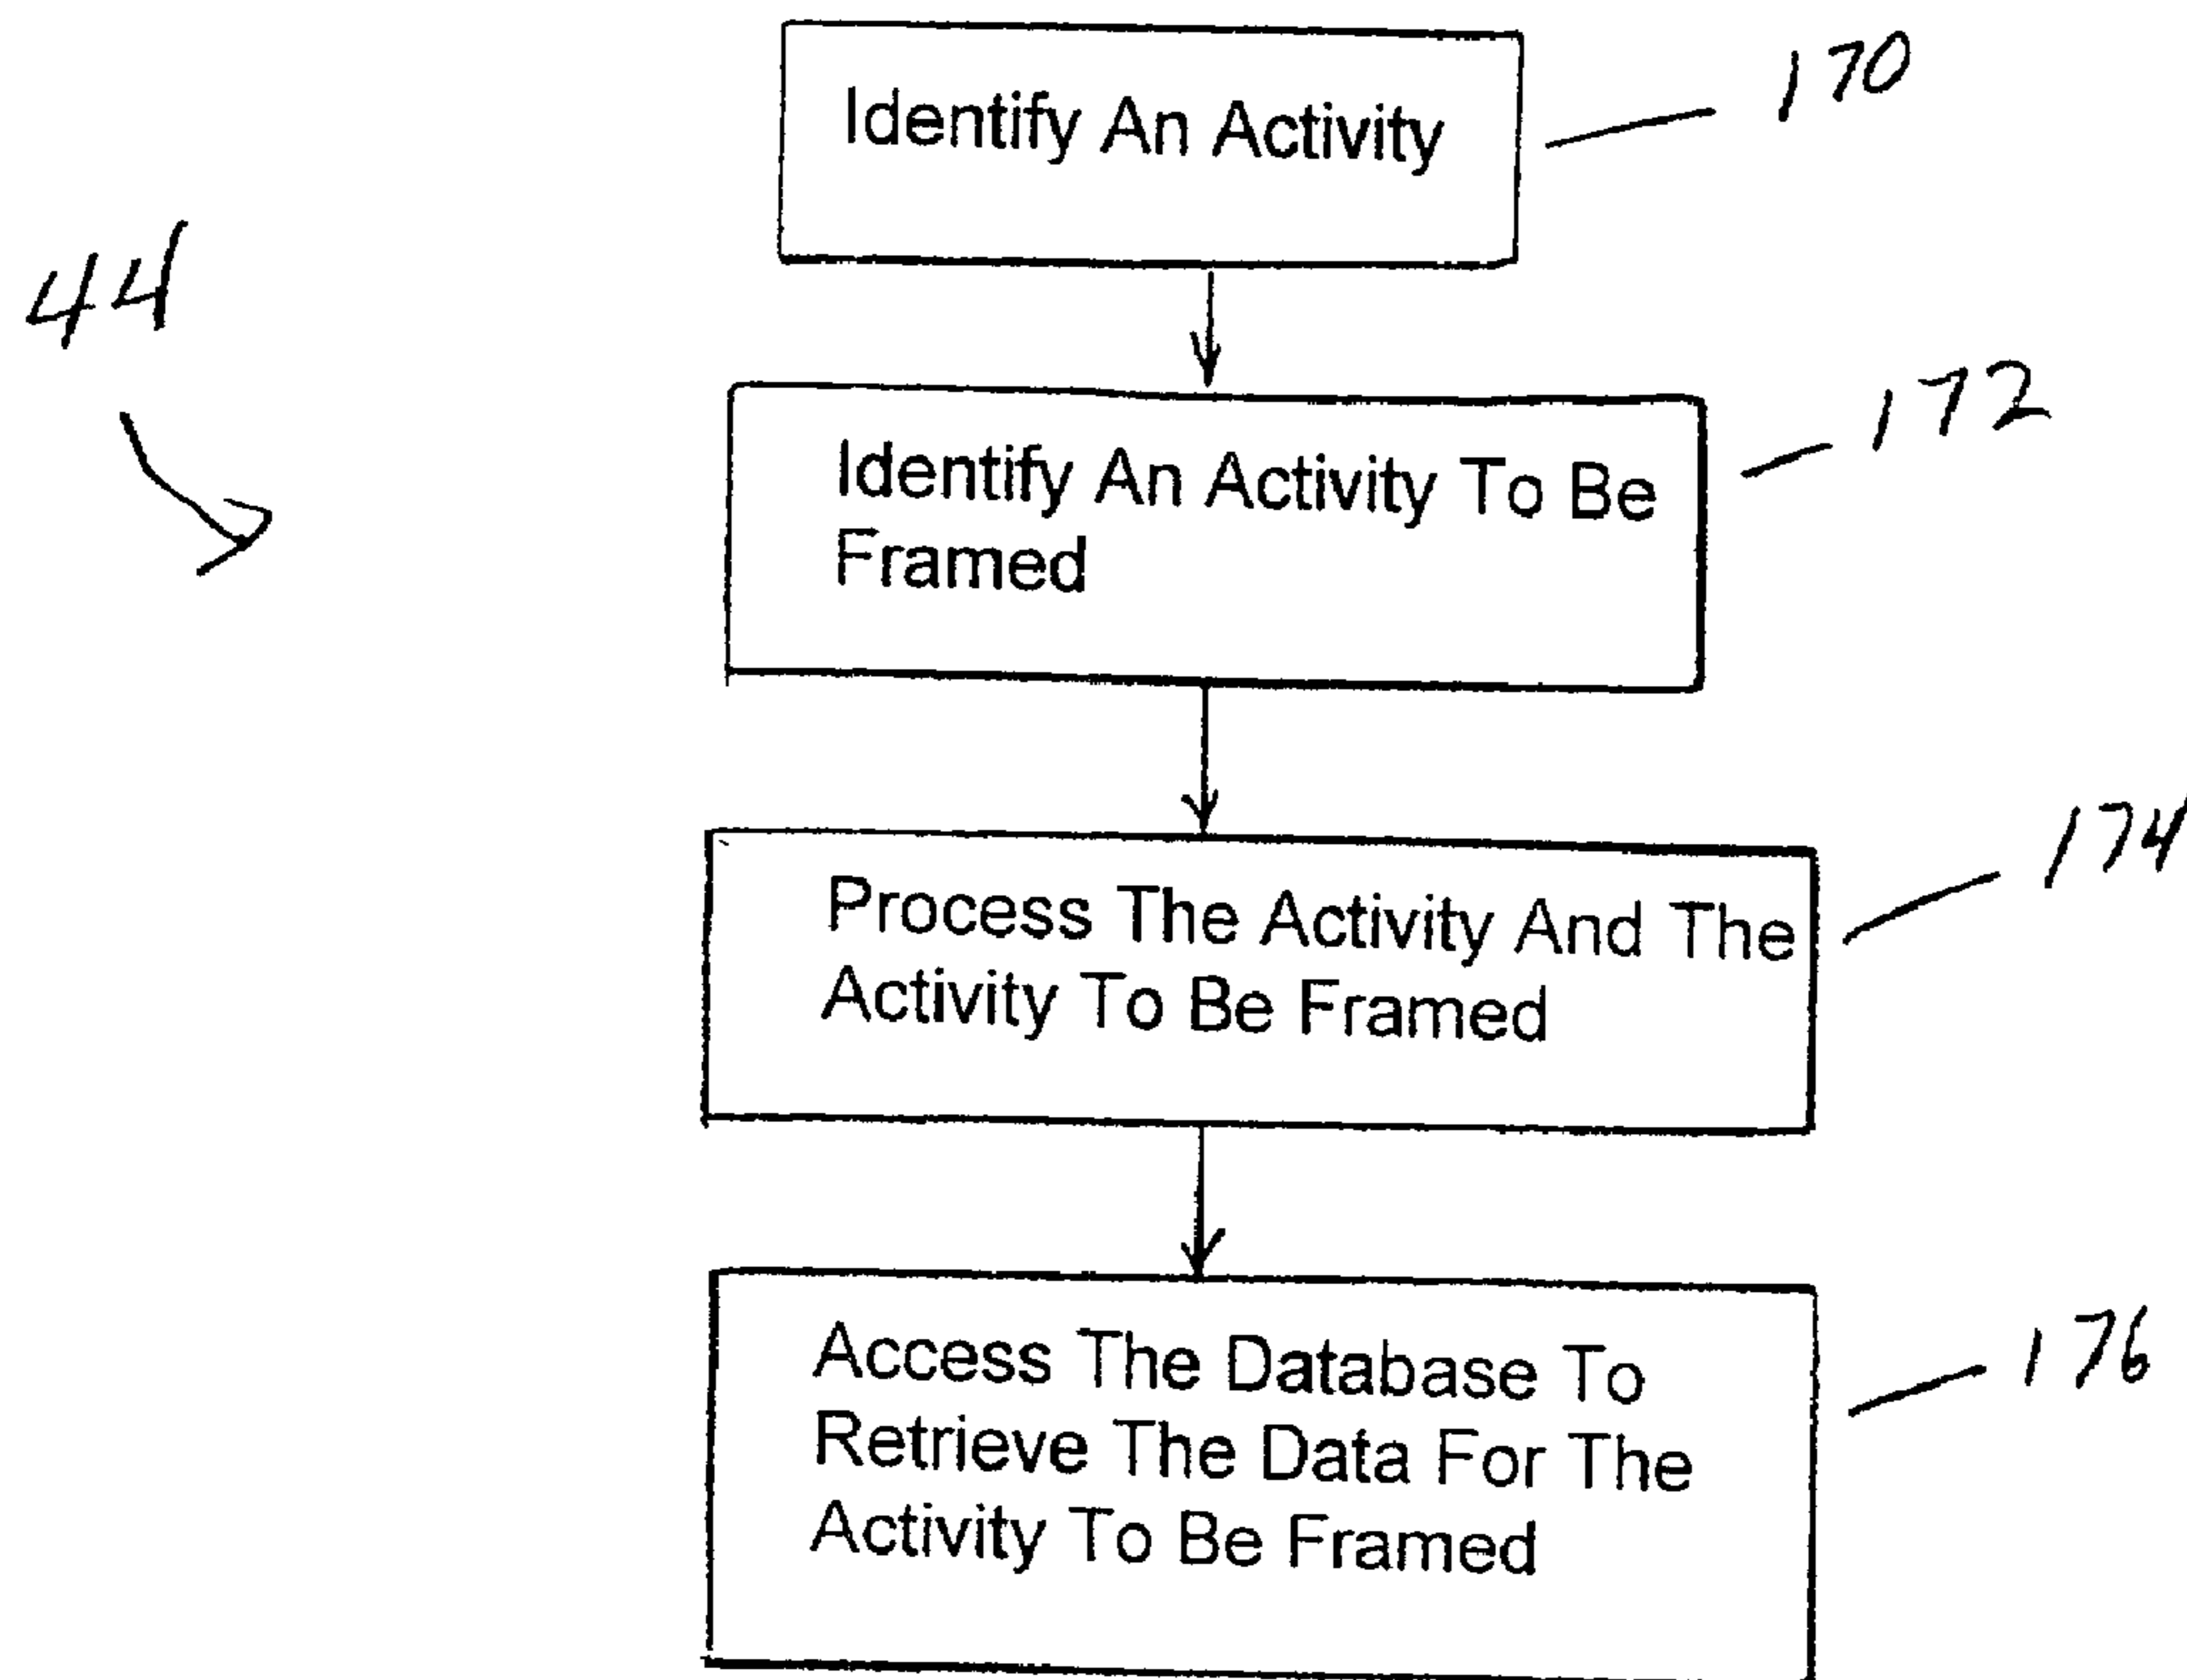 Identify An Activity
170
44
Identify An Activity To Be
Framed
172
Process The Activity And The
Activity To Be Framed
174
Access The Database To
Retrieve The Data For The
Activity To Be Framed
176